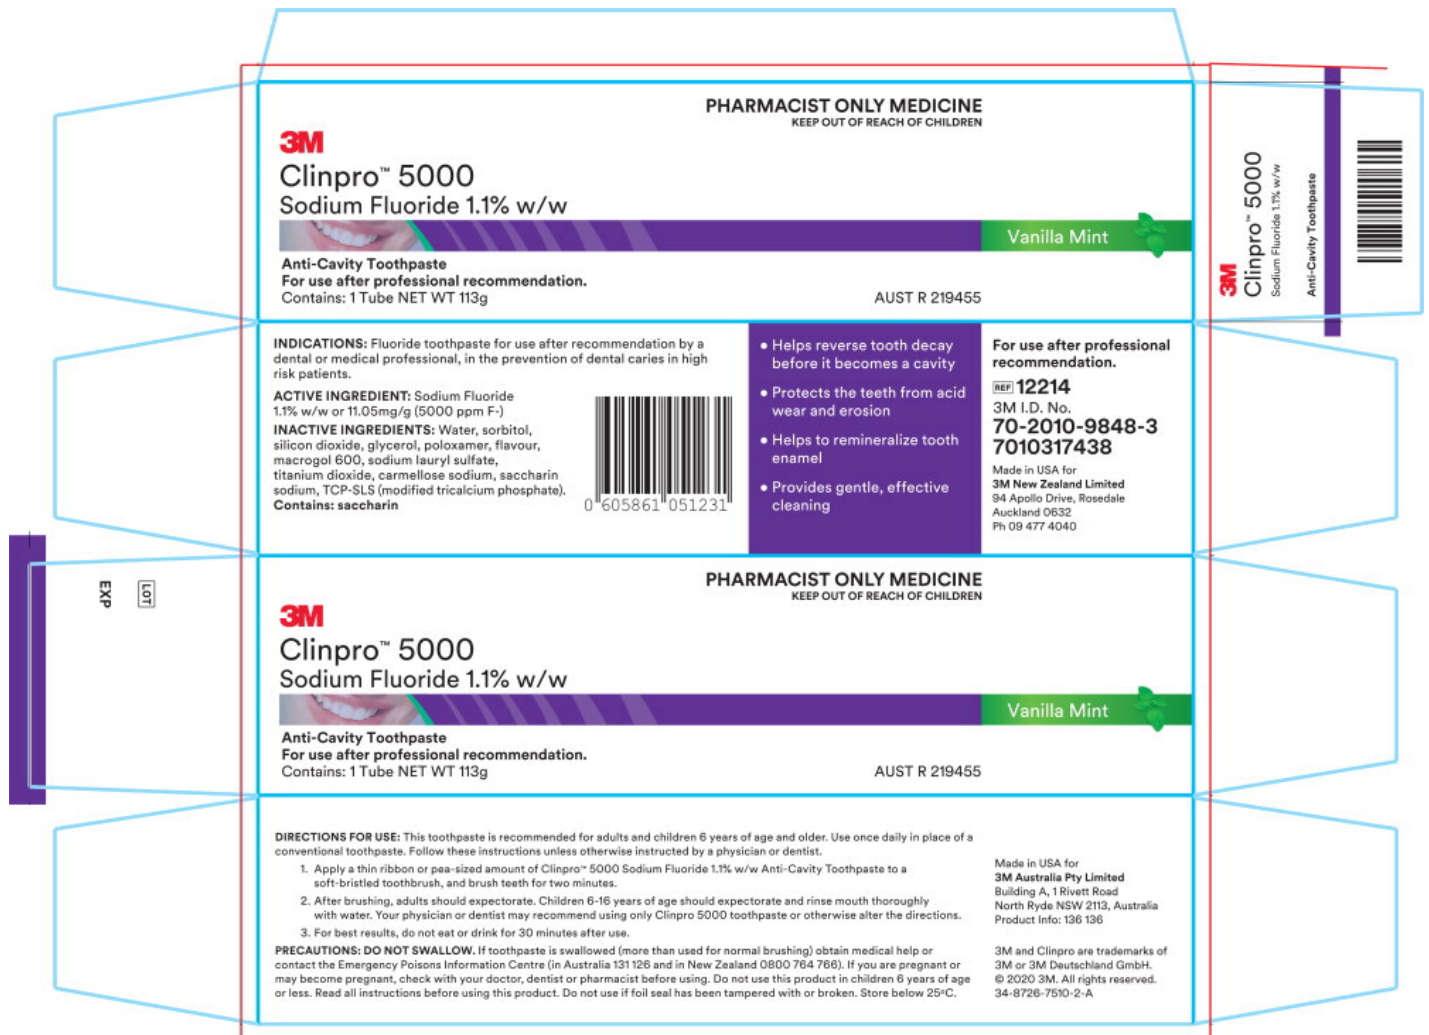 PHARMACIST ONLY MEDICINE
KEEP OUT OF REACH OF CHILDREN
3M
Clinpro™ 5000
Sodium Fluoride 1.1% w/w
Vanilla Mint
Anti-Cavity Toothpaste
For use after professional recommendation.
Contains: 1 Tube NET WT 113g
AUST R 219455
3M
Clinpro™ 5000
Sodium Fluoride 1.1% w/w
Anti-Cavity Toothpaste
INDICATIONS: Fluoride toothpaste for use after recommendation by a
dental or medical professional, in the prevention of dental caries in high
risk patients.
ACTIVE INGREDIENT: Sodium Fluoride
1.1% w/w or 11.05mg/g (5000 ppm F-)
INACTIVE INGREDIENTS: Water, sorbitol,
silicon dioxide, glycerol, poloxamer, flavour,
macrogol 600, sodium lauryl sulfate,
titanium dioxide, carmellose sodium, saccharin
sodium, TCP-SLS (modified tricalcium phosphate).
Contains: saccharin
0 605861 051231
• Helps reverse tooth decay
before it becomes a cavity
• Protects the teeth from acid
wear and erosion
• Helps to remineralize tooth
enamel
• Provides gentle, effective
cleaning
For use after professional
recommendation.
REF 12214
3M I.D. No.
70-2010-9848-3
7010317438
Made in USA for
3M New Zealand Limited
94 Apollo Drive, Rosedale
Auckland 0632
Ph 09 477 4040
EXP
LOT
PHARMACIST ONLY MEDICINE
KEEP OUT OF REACH OF CHILDREN
3M
Clinpro™ 5000
Sodium Fluoride 1.1% w/w
Vanilla Mint
Anti-Cavity Toothpaste
For use after professional recommendation.
Contains: 1 Tube NET WT 113g
AUST R 219455
DIRECTIONS FOR USE: This toothpaste is recommended for adults and children 6 years of age and older. Use once daily in place of a
conventional toothpaste. Follow these instructions unless otherwise instructed by a physician or dentist.
1. Apply a thin ribbon or pea-sized amount of Clinpro™ 5000 Sodium Fluoride 1.1% w/w Anti-Cavity Toothpaste to a
soft-bristled toothbrush, and brush teeth for two minutes.
2. After brushing, adults should expectorate. Children 6-16 years of age should expectorate and rinse mouth thoroughly
with water. Your physician or dentist may recommend using only Clinpro 5000 toothpaste or otherwise alter the directions.
3. For best results, do not eat or drink for 30 minutes after use.
PRECAUTIONS: DO NOT SWALLOW. If toothpaste is swallowed (more than used for normal brushing) obtain medical help or
contact the Emergency Poisons Information Centre (in Australia 131 126 and in New Zealand 0800 764 766). If you are pregnant or
may become pregnant, check with your doctor, dentist or pharmacist before using. Do not use this product in children 6 years of age
or less. Read all instructions before using this product. Do not use if foil seal has been tampered with or broken. Store below 25°C.
Made in USA for
3M Australia Pty Limited
Building A, 1 Rivett Road
North Ryde NSW 2113, Australia
Product Info: 136 136
3M and Clinpro are trademarks of
3M or 3M Deutschland GmbH.
© 2020 3M. All rights reserved.
34-8726-7510-2-A